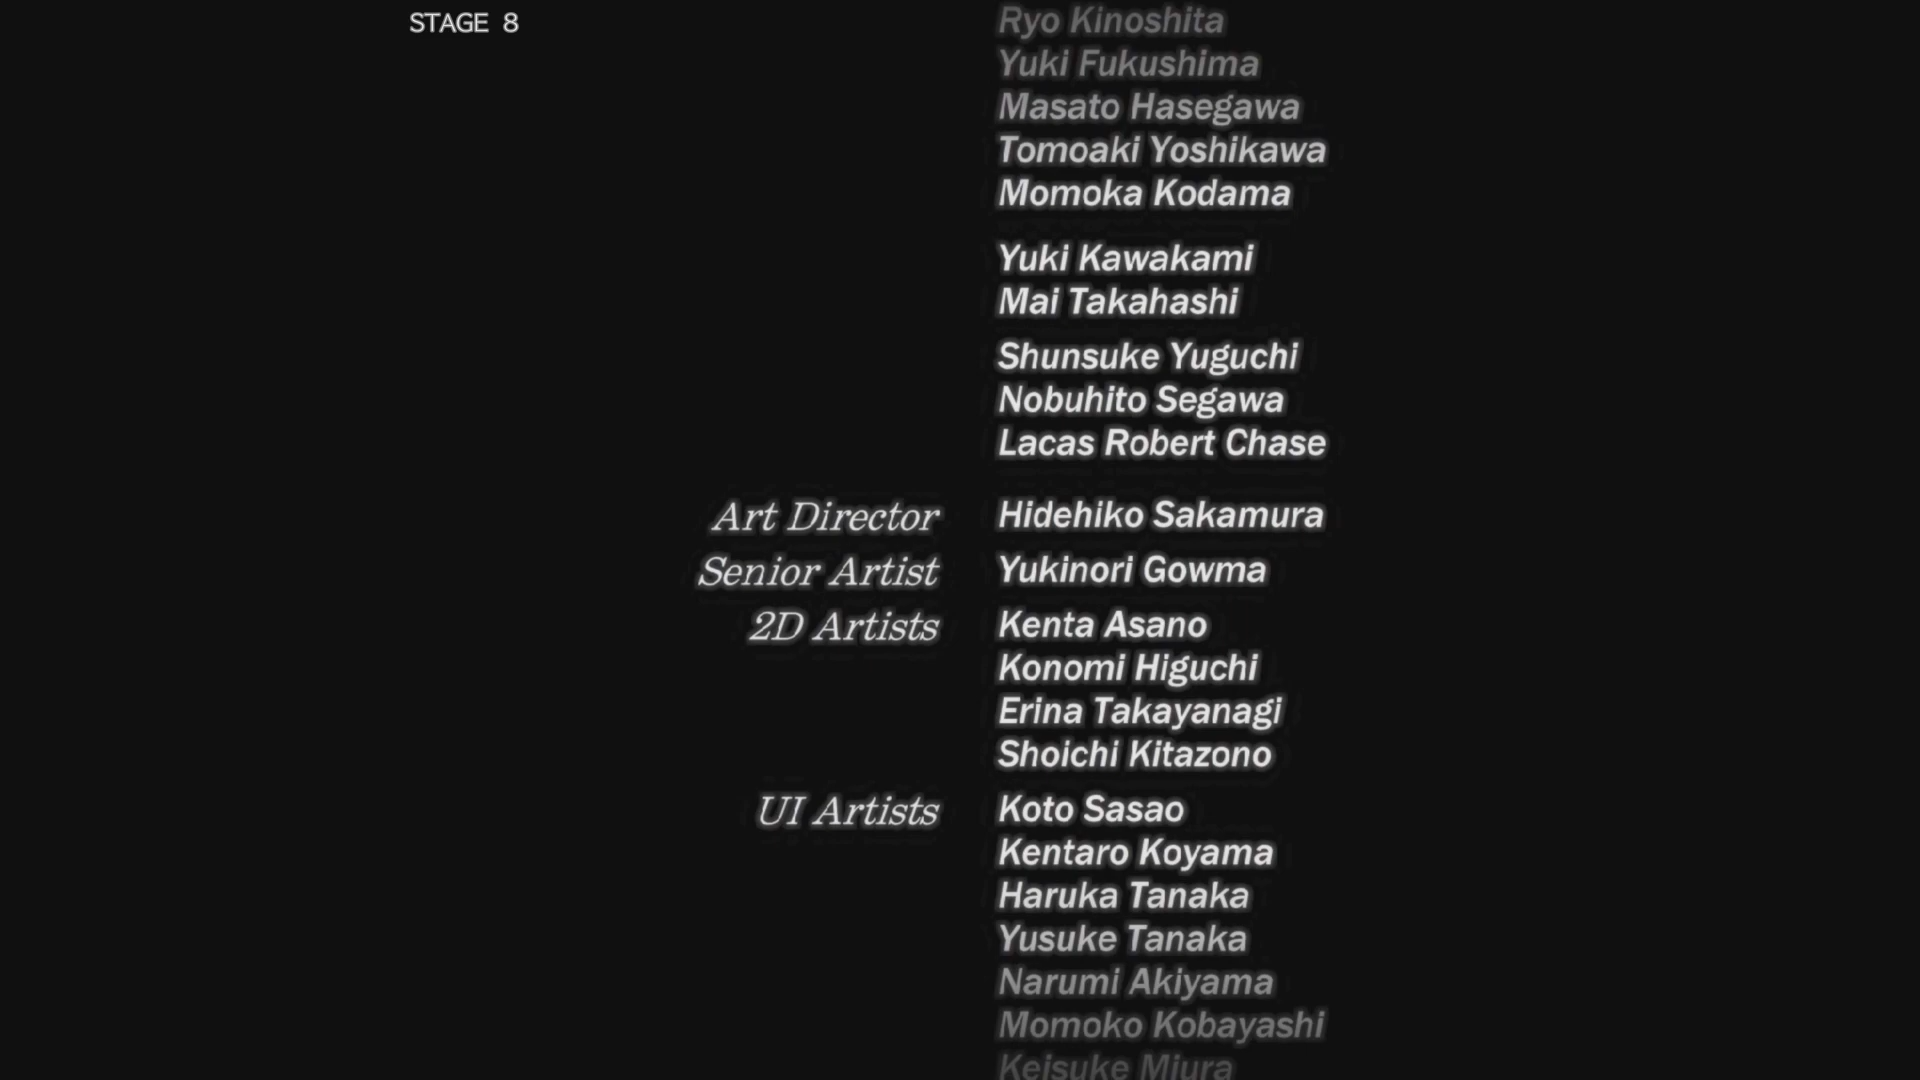 STAGE 8
Ryo Kinoshita
Yuki Fukushima
Masato Hasegawa
Tomoaki Yoshikawa
Momoka Kodama
Yuki Kawakami
Mai Takahashi
Shunsuke Yuguchi
Nobuhito Segawa
Lacas Robert Chase
Art Director Hidehiko Sakamura
Senior Artist Yukinori Gowma
2D Artists Kenta Asano
Konomi Higuchi
Erina Takayanagi
Shoichi Kitazono
UI Artists Koto Sasao
Kentaro Koyama
Haruka Tanaka
Yusuke Tanaka
Narumi Akiyama
Momoko Kobayashi
Keisuke Miura